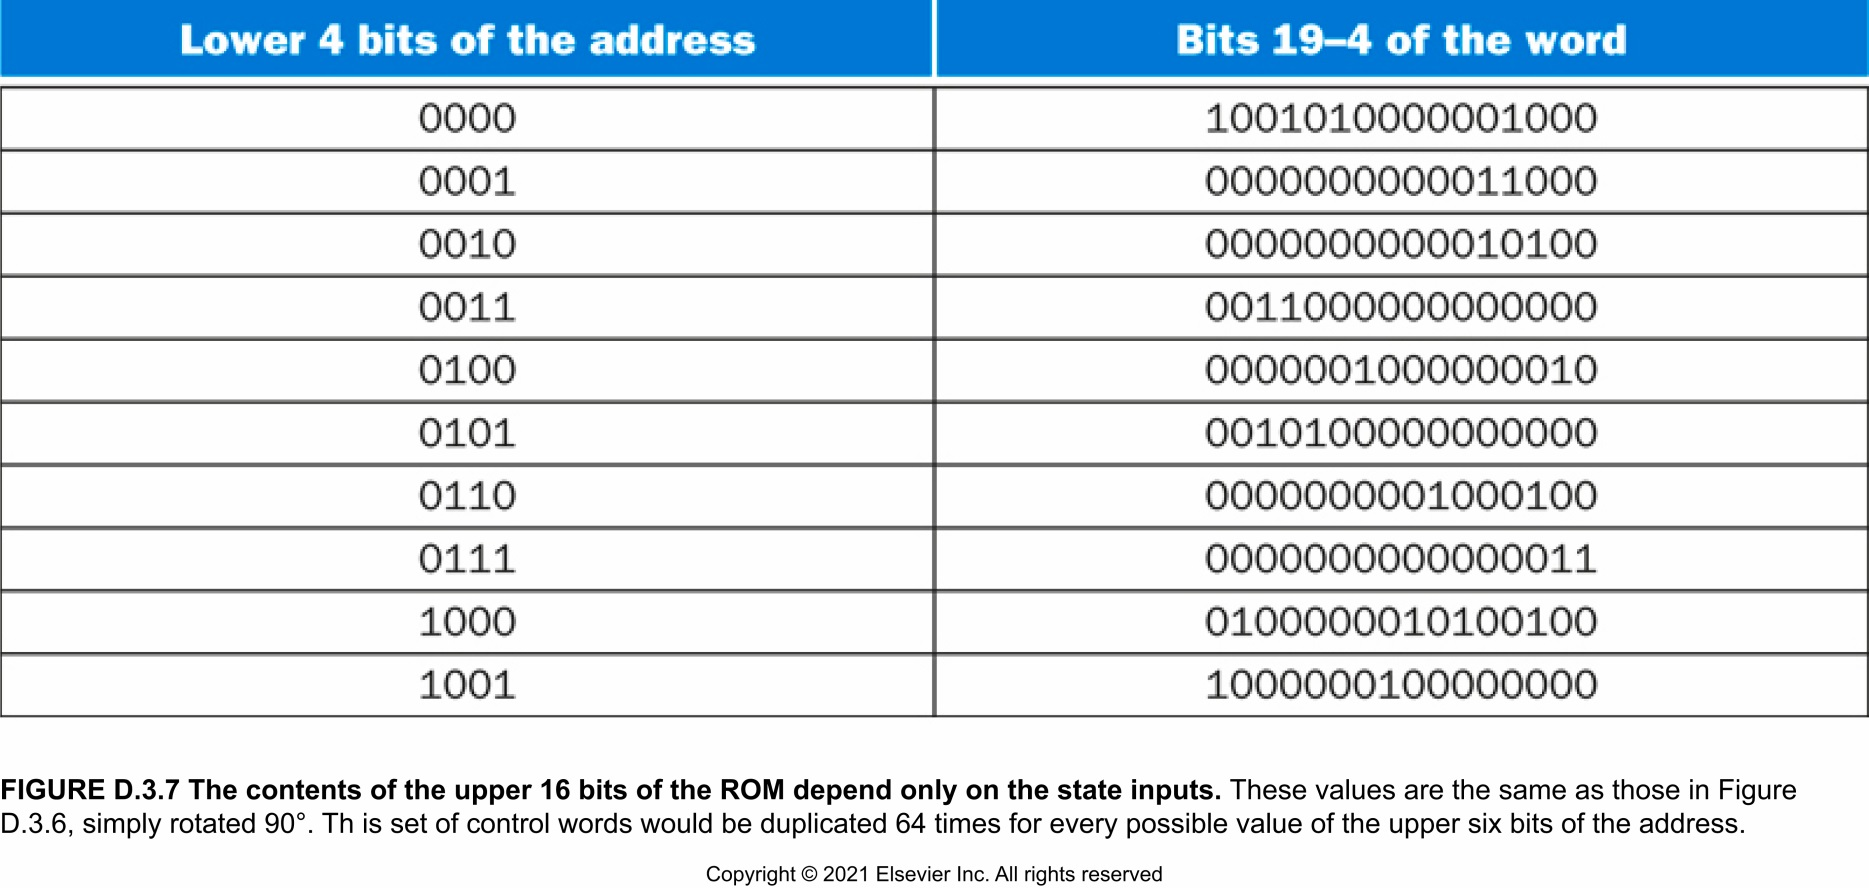 Lower 4 bits of the address Bits 19–4 of the word
0000 1001010000001000
0001 0000000000011000
0010 0000000000010100
0011 0011000000000000
0100 0000001000000010
0101 0010100000000000
0110 0000000001000100
0111 0000000000000011
1000 0100000010100100
1001 1000000100000000
FIGURE D.3.7 The contents of the upper 16 bits of the ROM depend only on the state inputs. These values are the same as those in Figure
D.3.6, simply rotated 90°. Th is set of control words would be duplicated 64 times for every possible value of the upper six bits of the address.
Copyright © 2021 Elsevier Inc. All rights reserved